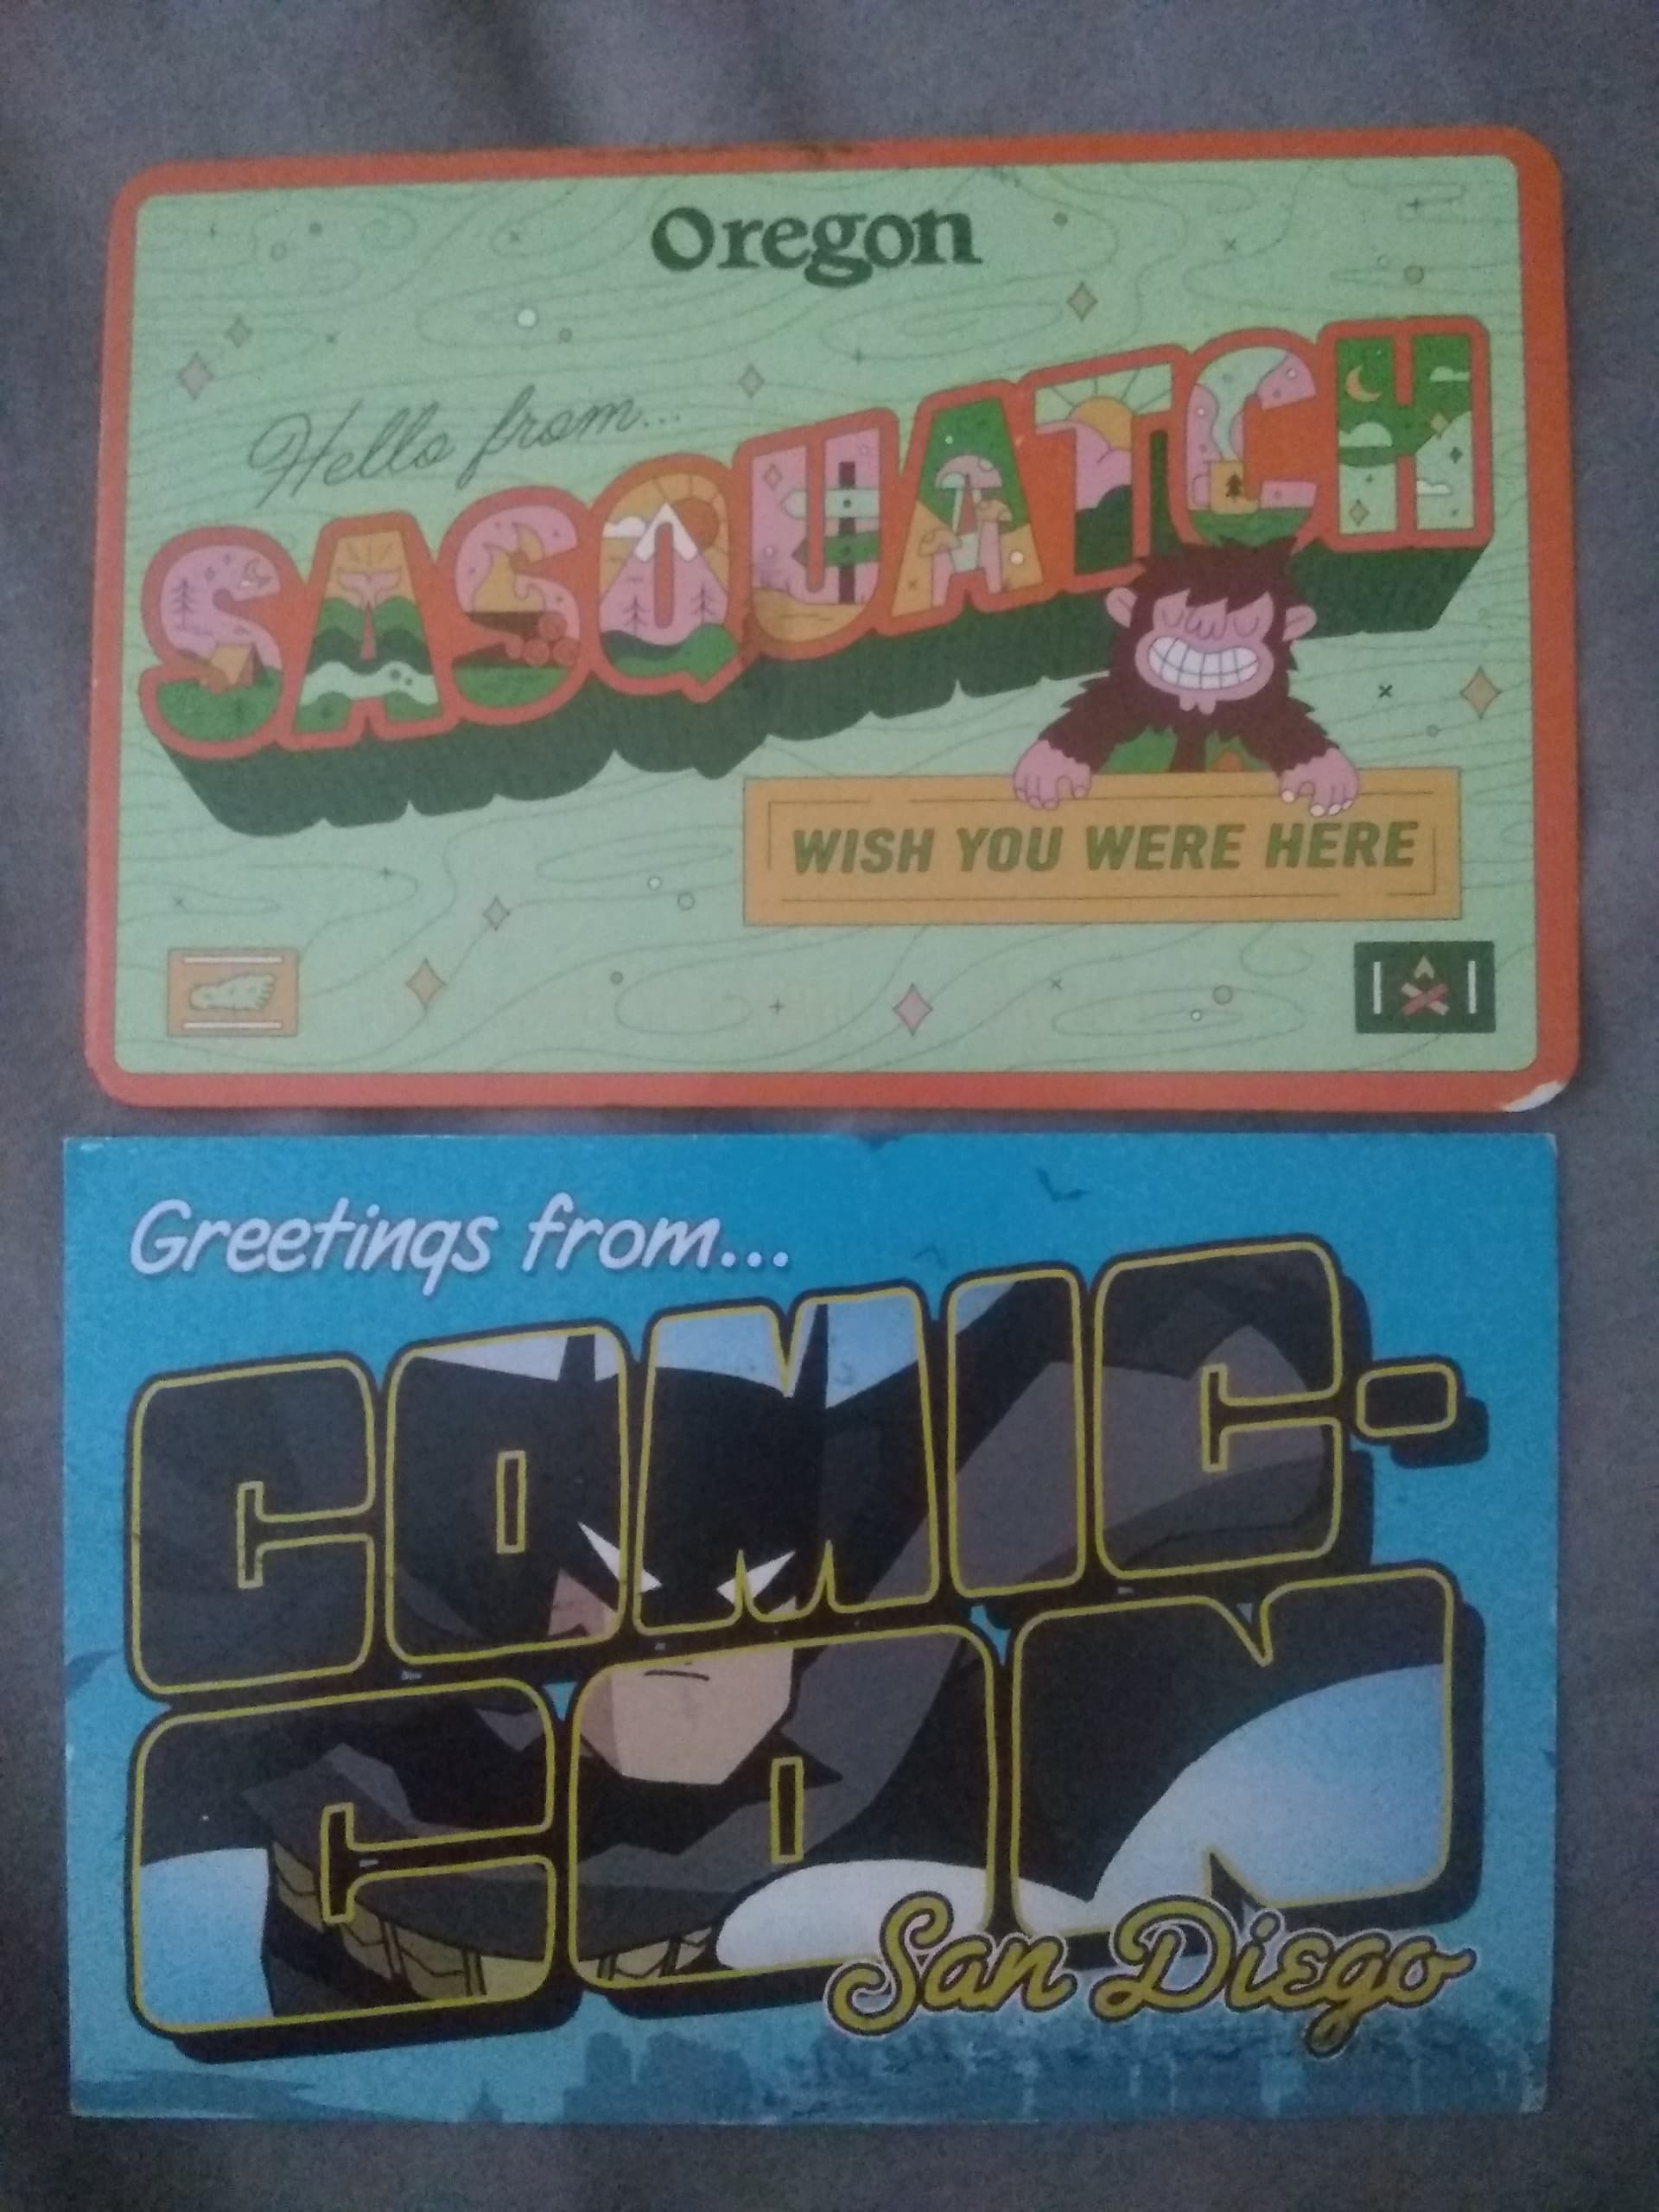 Oregon
Hello from...
SASQUATCH
WISH YOU WERE HERE
Greetings from...
COMIC-
CON
San Diego